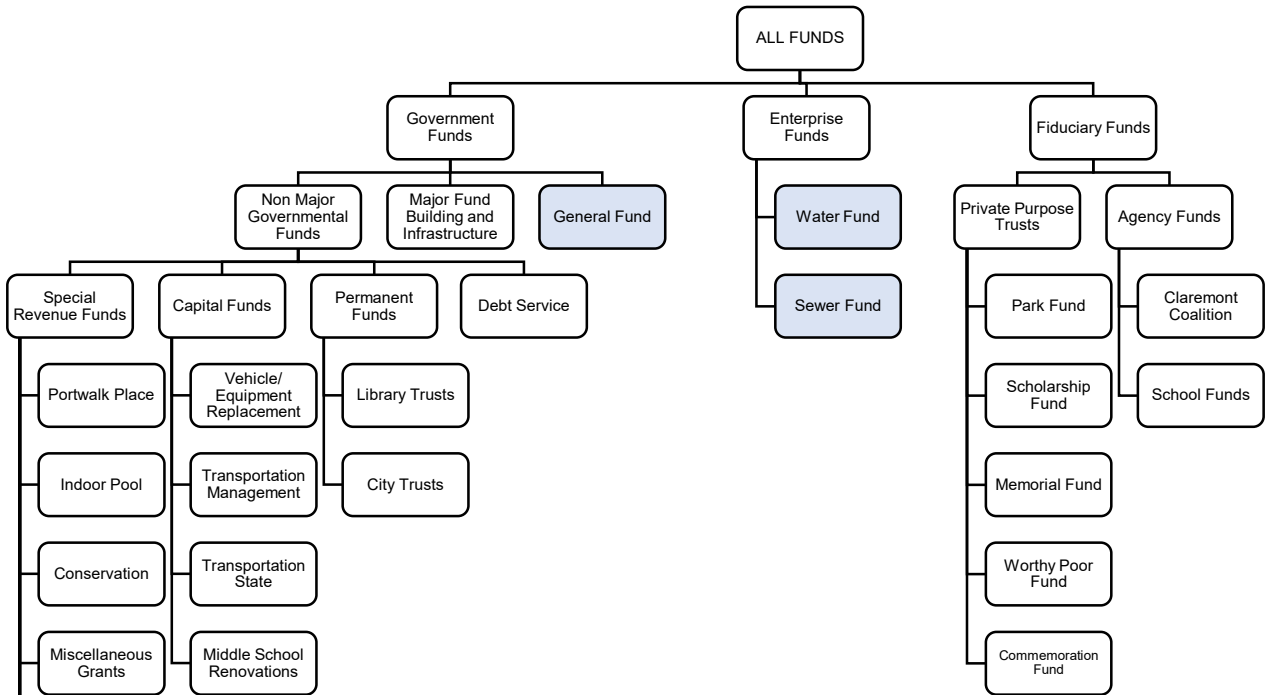 ALL FUNDS
Government
Funds
Enterprise
Funds
Fiduciary Funds
Non Major
Governmental
Funds
Major Fund
Building and
Infrastructure
General Fund
Water Fund
Private Purpose
Trusts
Agency Funds
Special
Revenue Funds
Capital Funds
Permanent
Funds
Debt Service
Sewer Fund
Park Fund
Claremont
Coalition
Portwalk Place
Vehicle/
Equipment
Replacement
Library Trusts
Scholarship
Fund
School Funds
Indoor Pool
Transportation
Management
City Trusts
Memorial Fund
Conservation
Transportation
State
Worthy Poor
Fund
Miscellaneous
Grants
Middle School
Renovations
Commemoration
Fund